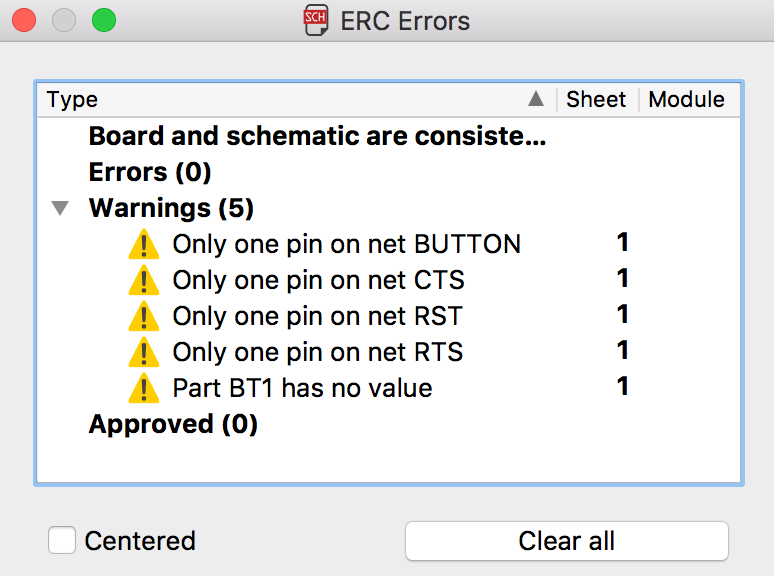 SCH ERC Errors
Type Sheet Module
Board and schematic are consiste...
Errors (0)
Warnings (5)
Only one pin on net BUTTON 1
Only one pin on net CTS 1
Only one pin on net RST 1
Only one pin on net RTS 1
Part BT1 has no value 1
Approved (0)
Centered Clear all